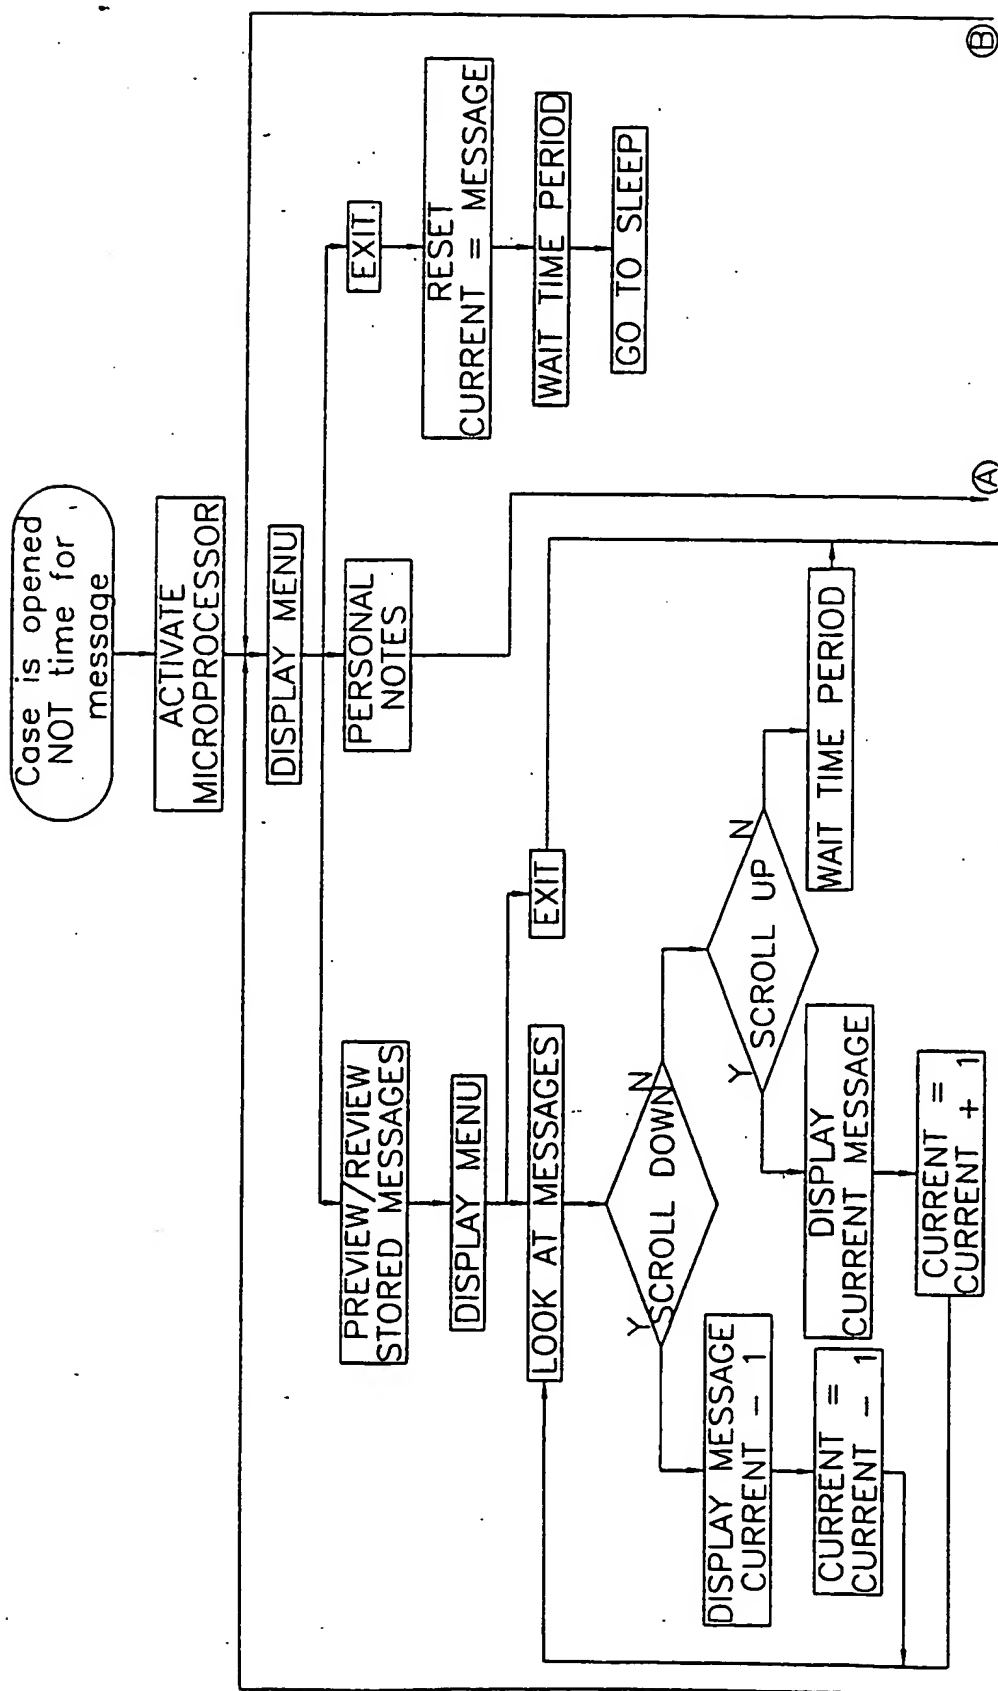 Case is opened
NOT time for
message
ACTIVATE
MICROPROCESSOR
DISPLAY MENU
PREVIEW/REVIEW
STORED MESSAGES
PERSONAL
NOTES
EXIT
DISPLAY MENU
RESET
CURRENT = MESSAGE
LOOK AT MESSAGES
EXIT
WAIT TIME PERIOD
GO TO SLEEP
Y
SCROLL DOWN
N
DISPLAY MESSAGE
CURRENT - 1
Y
SCROLL UP
N
CURRENT =
CURRENT - 1
DISPLAY
CURRENT MESSAGE
WAIT TIME PERIOD
CURRENT =
CURRENT + 1
A
B